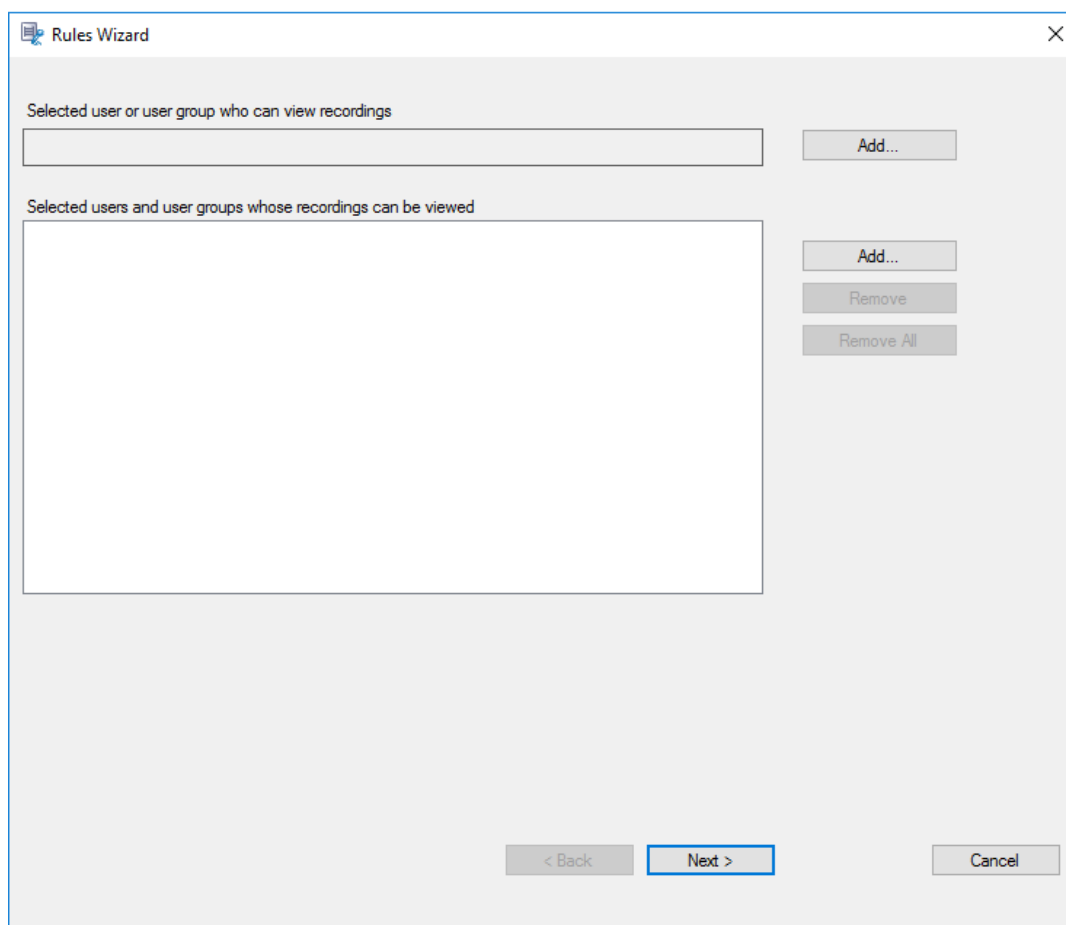 Rules Wizard
Selected user or user group who can view recordings
Add...
Selected users and user groups whose recordings can be viewed
Add...
Remove
Remove All
< Back
Next >
Cancel